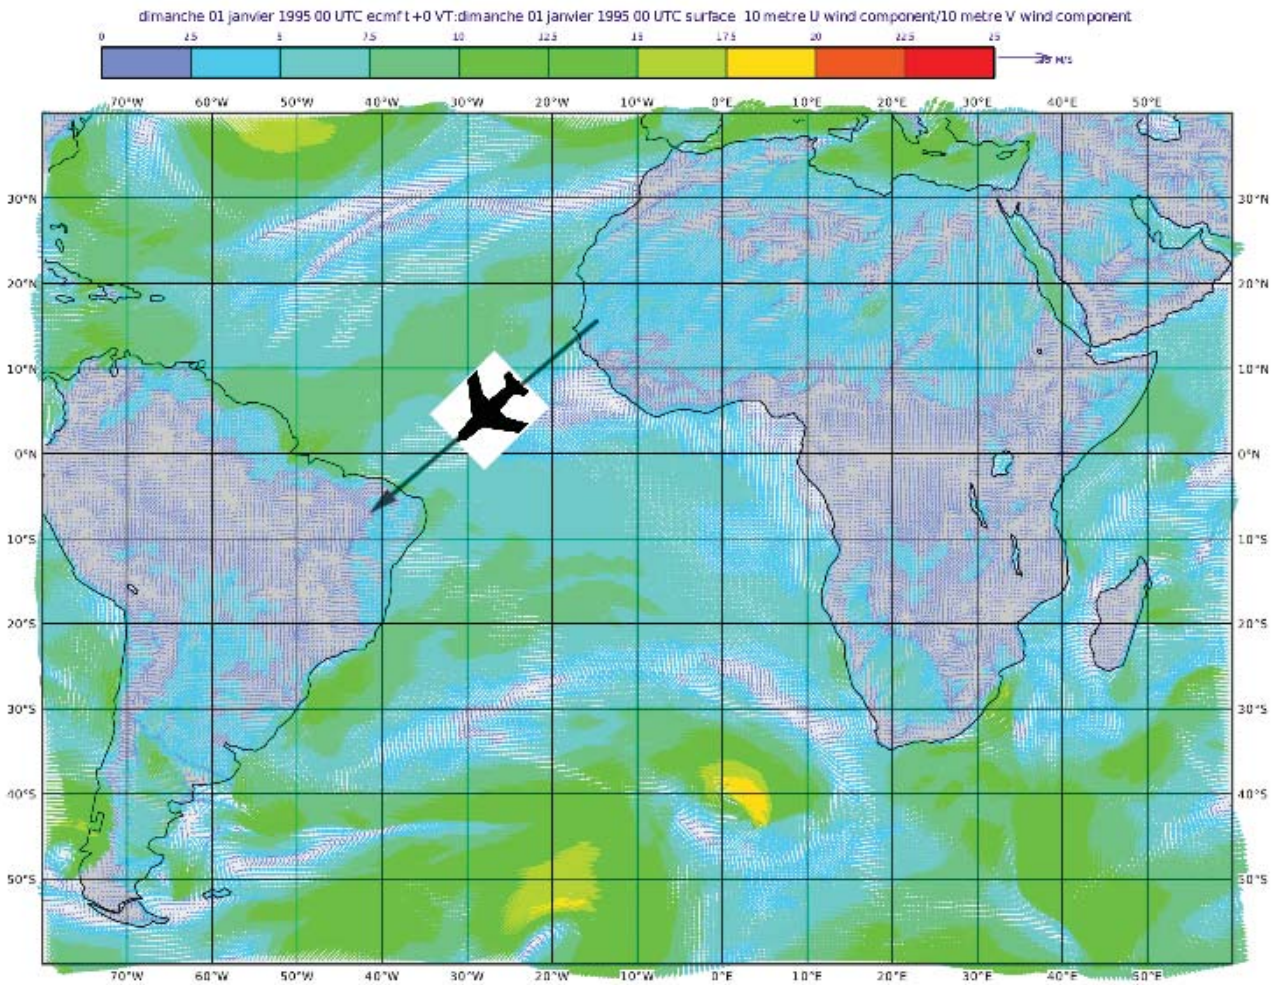 dimanche 01 janvier 1995 00 UTC ecmf t+0 VT:dimanche 01 janvier 1995 00 UTC surface 10 metre U wind component/10 metre V wind component
0 2.5 5 7.5 10 12.5 15 17.5 20 22.5 25
M/S
70°W 60°W 50°W 40°W 30°W 20°W 10°W 0°E 10°E 20°E 30°E 40°E 50°E
30°N 30°N
20°N 20°N
10°N 10°N
0°N 0°N
10°S 10°S
20°S 20°S
30°S 30°S
40°S 40°S
50°S 50°S
70°W 60°W 50°W 40°W 30°W 20°W 10°W 0°E 10°E 20°E 30°E 40°E 50°E